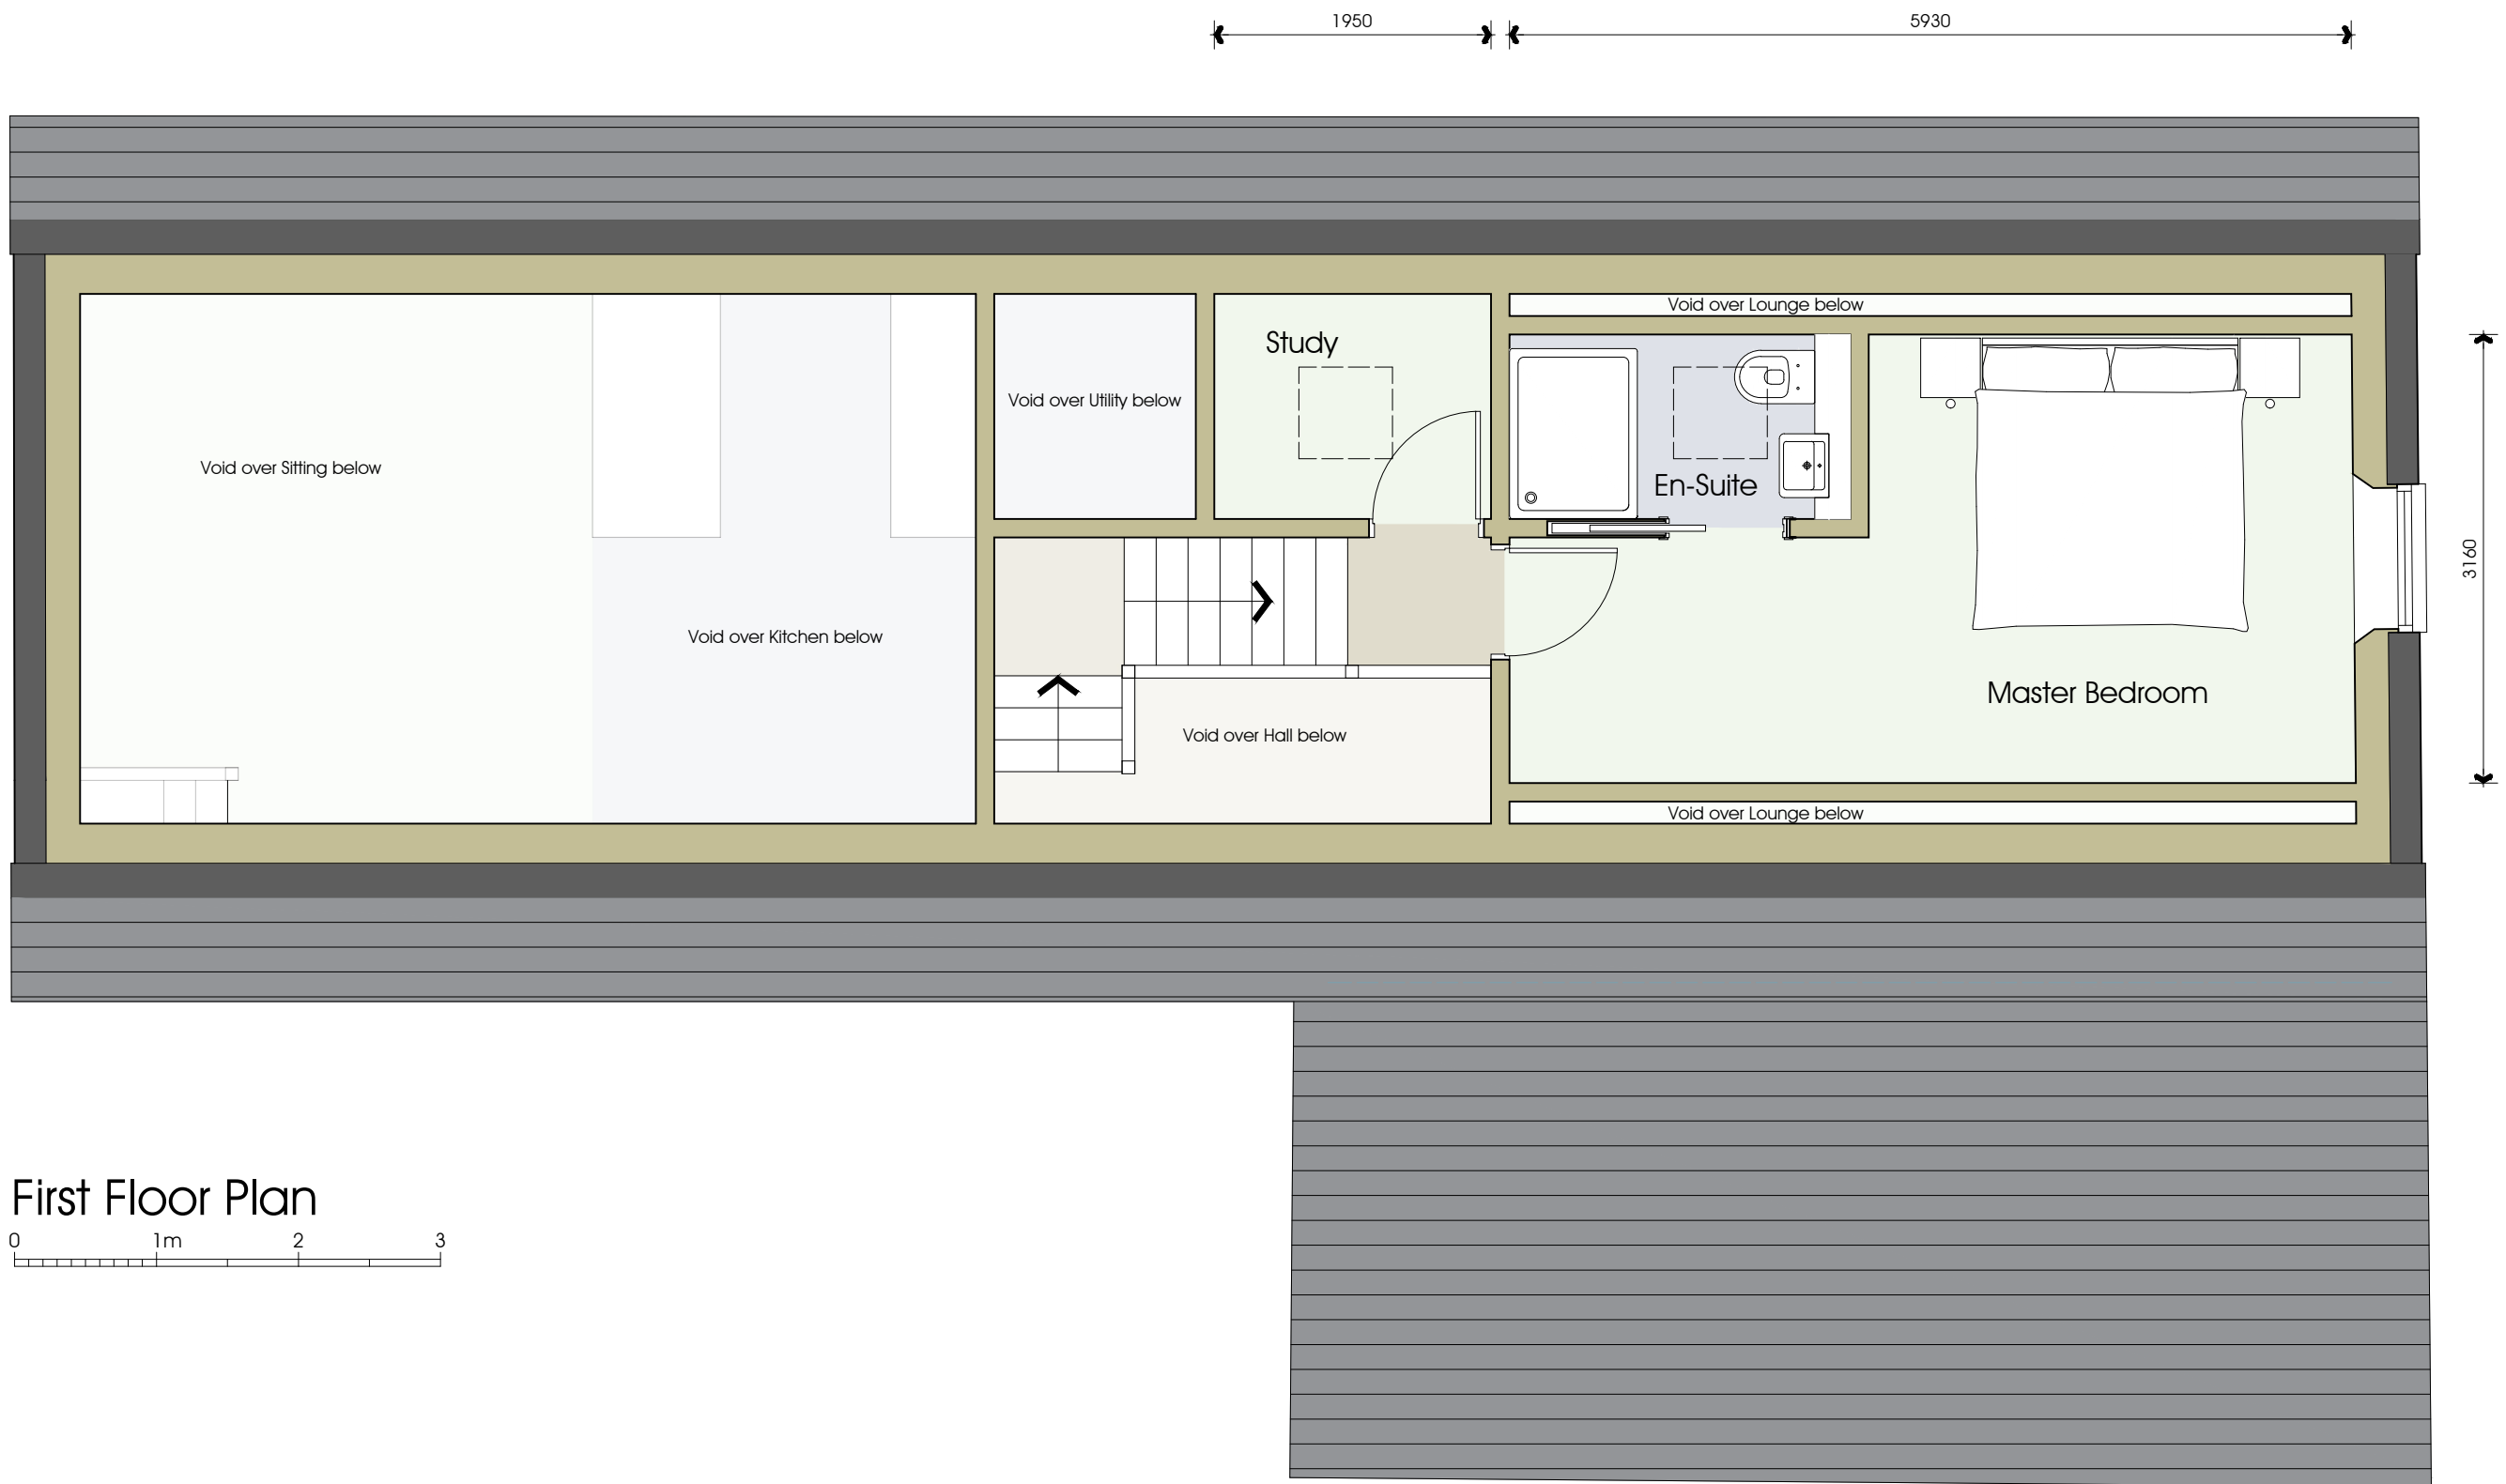 1950
5930
Void over Lounge below
Study
Void over Utility below
Void over Sitting below
En-Suite
3160
Void over Kitchen below
Master Bedroom
Void over Hall below
Void over Lounge below
First Floor Plan
0 1m 2 3